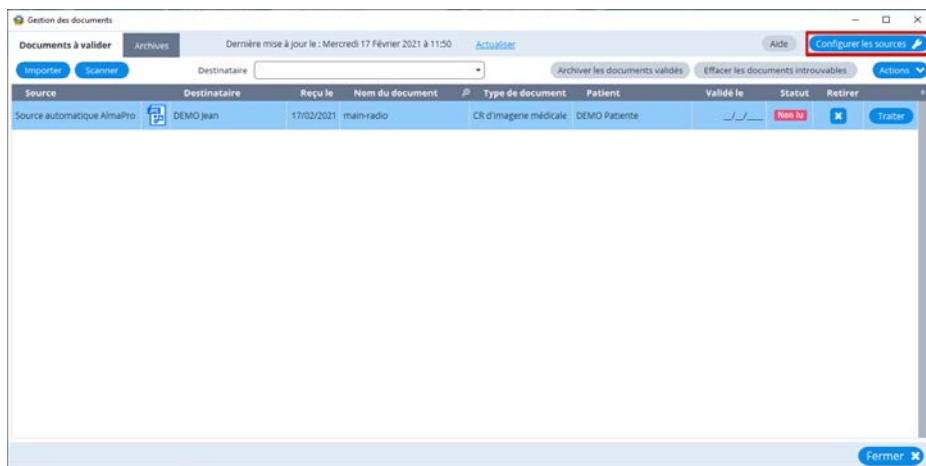 Gestion des documents
Documents à valider Archives Dernière mise à jour le : Mercredi 17 Février 2021 à 11:50 Actualiser Aide Configurer les sources
Importer Scanner Destinataire Archiver les documents validés Effacer les documents introuvables Actions
Source Destinataire Reçu le Nom du document Type de document Patient Validé le Statut Retirer
Source automatique AlmaPro DEMO Jean 17/02/2021 main-radio CR d'imagerie médicale DEMO Patiente __/__/____ Non lu Traiter
Fermer